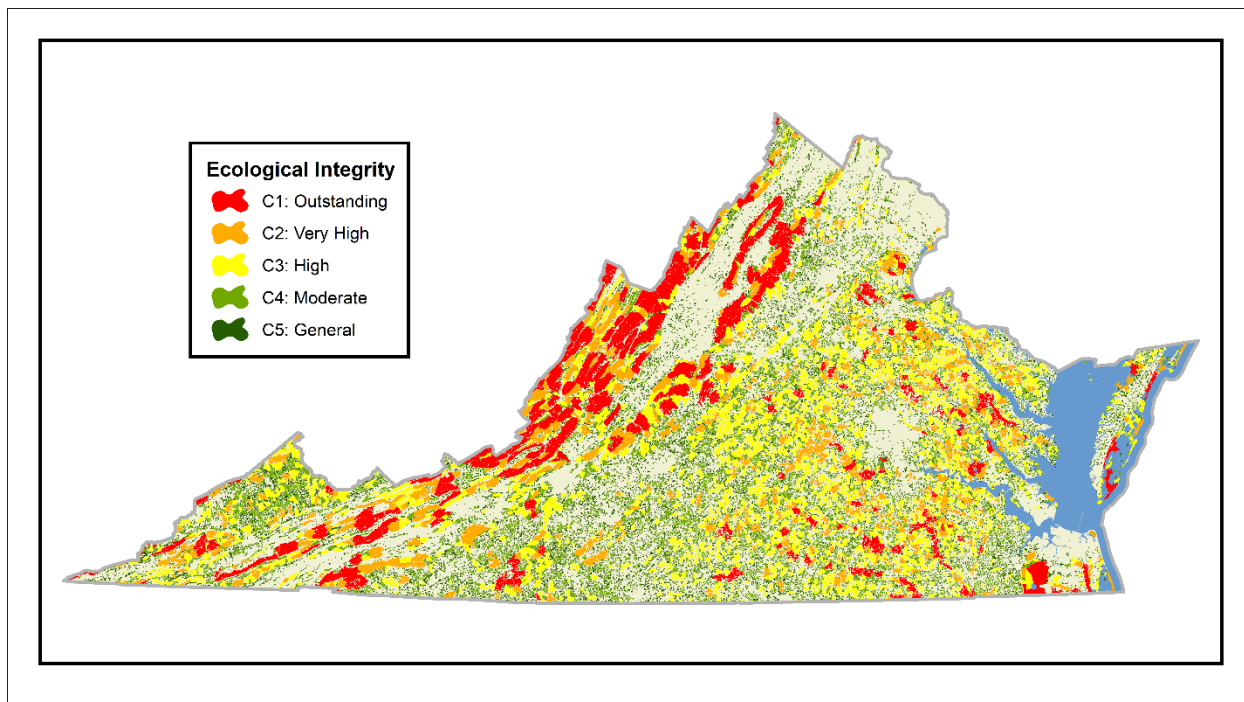 Ecological Integrity
C1: Outstanding
C2: Very High
C3: High
C4: Moderate
C5: General